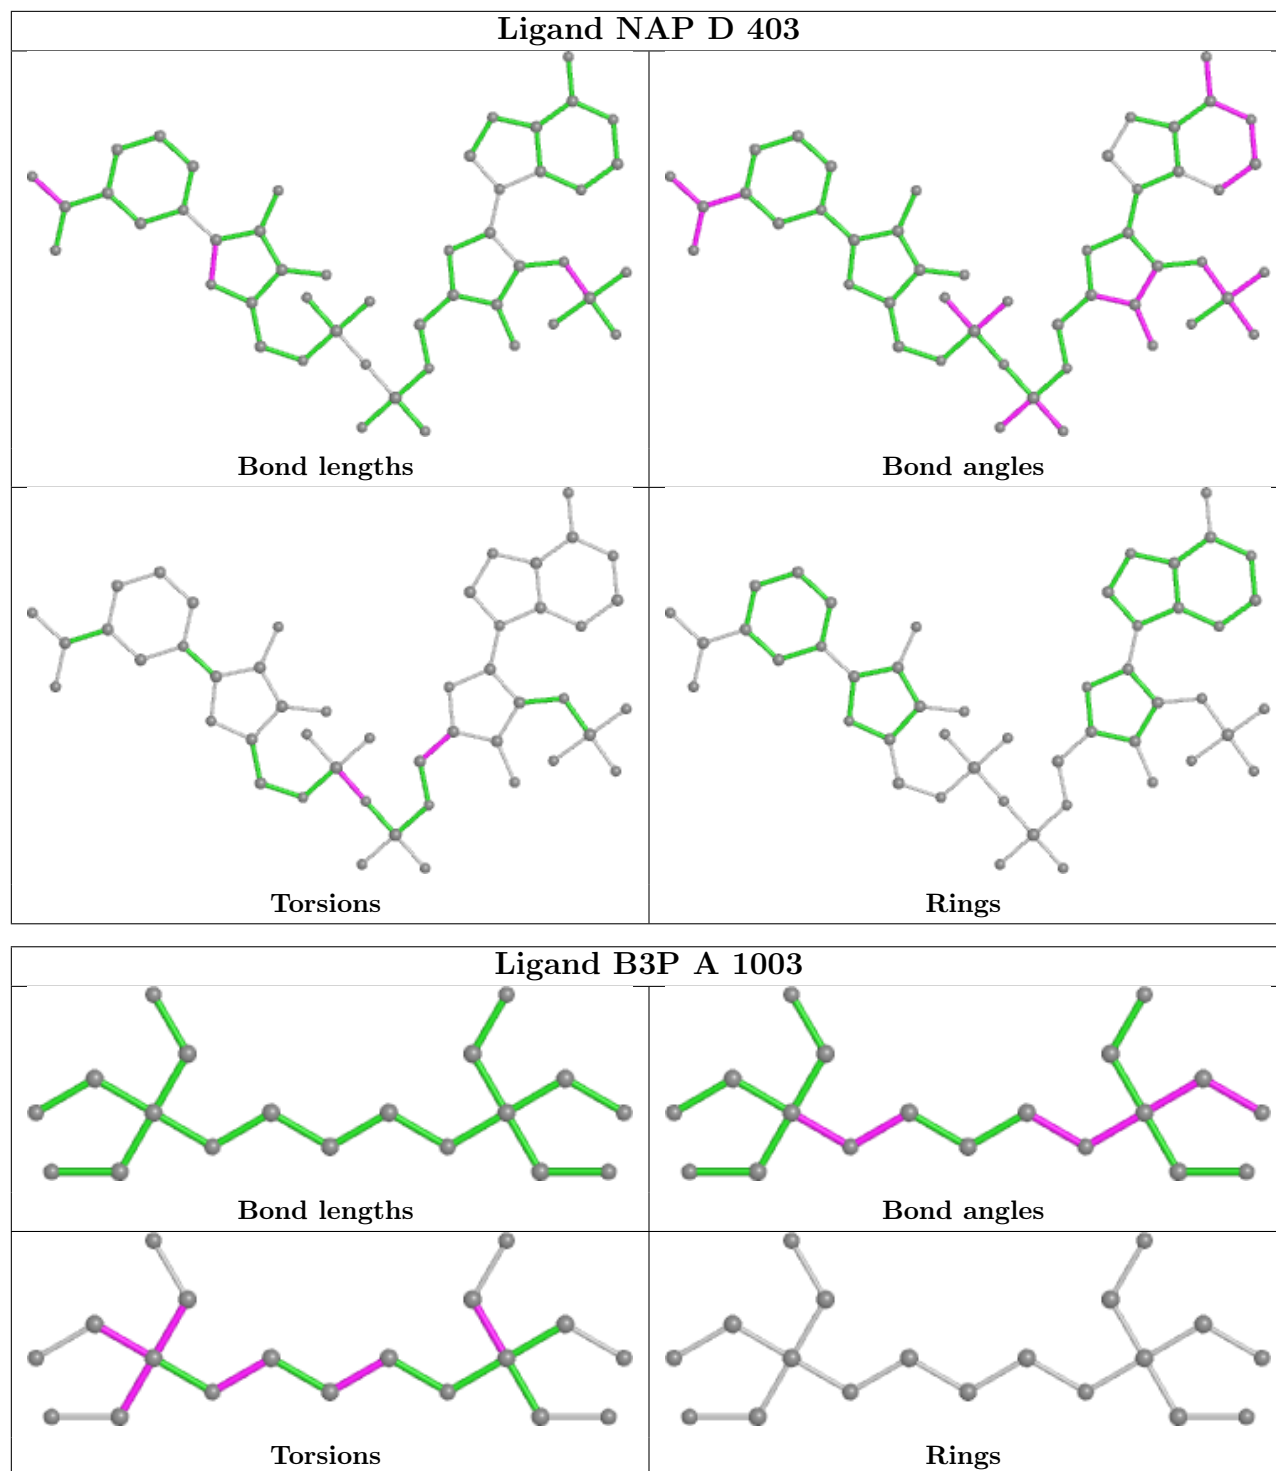 Ligand NAP D 403
Bond lengths
Bond angles
Torsions
Rings
Ligand B3P A 1003
Bond lengths
Bond angles
Torsions
Rings